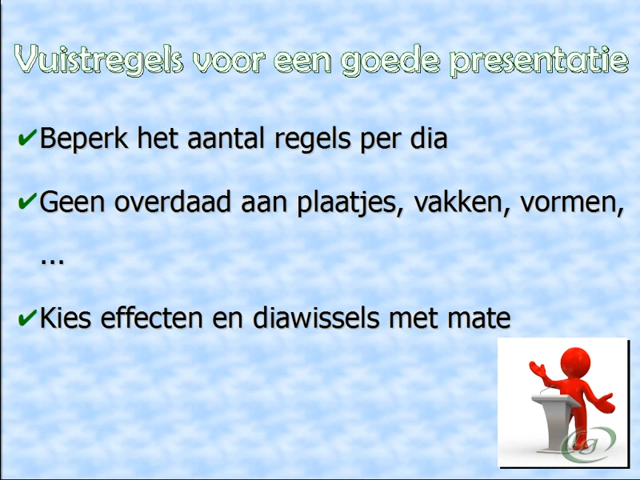 Vuistregels voor een goede presentatie
✔Beperk het aantal regels per dia
✔Geen overdaad aan plaatjes, vakken, vormen,
...
✔Kies effecten en diawissels met mate